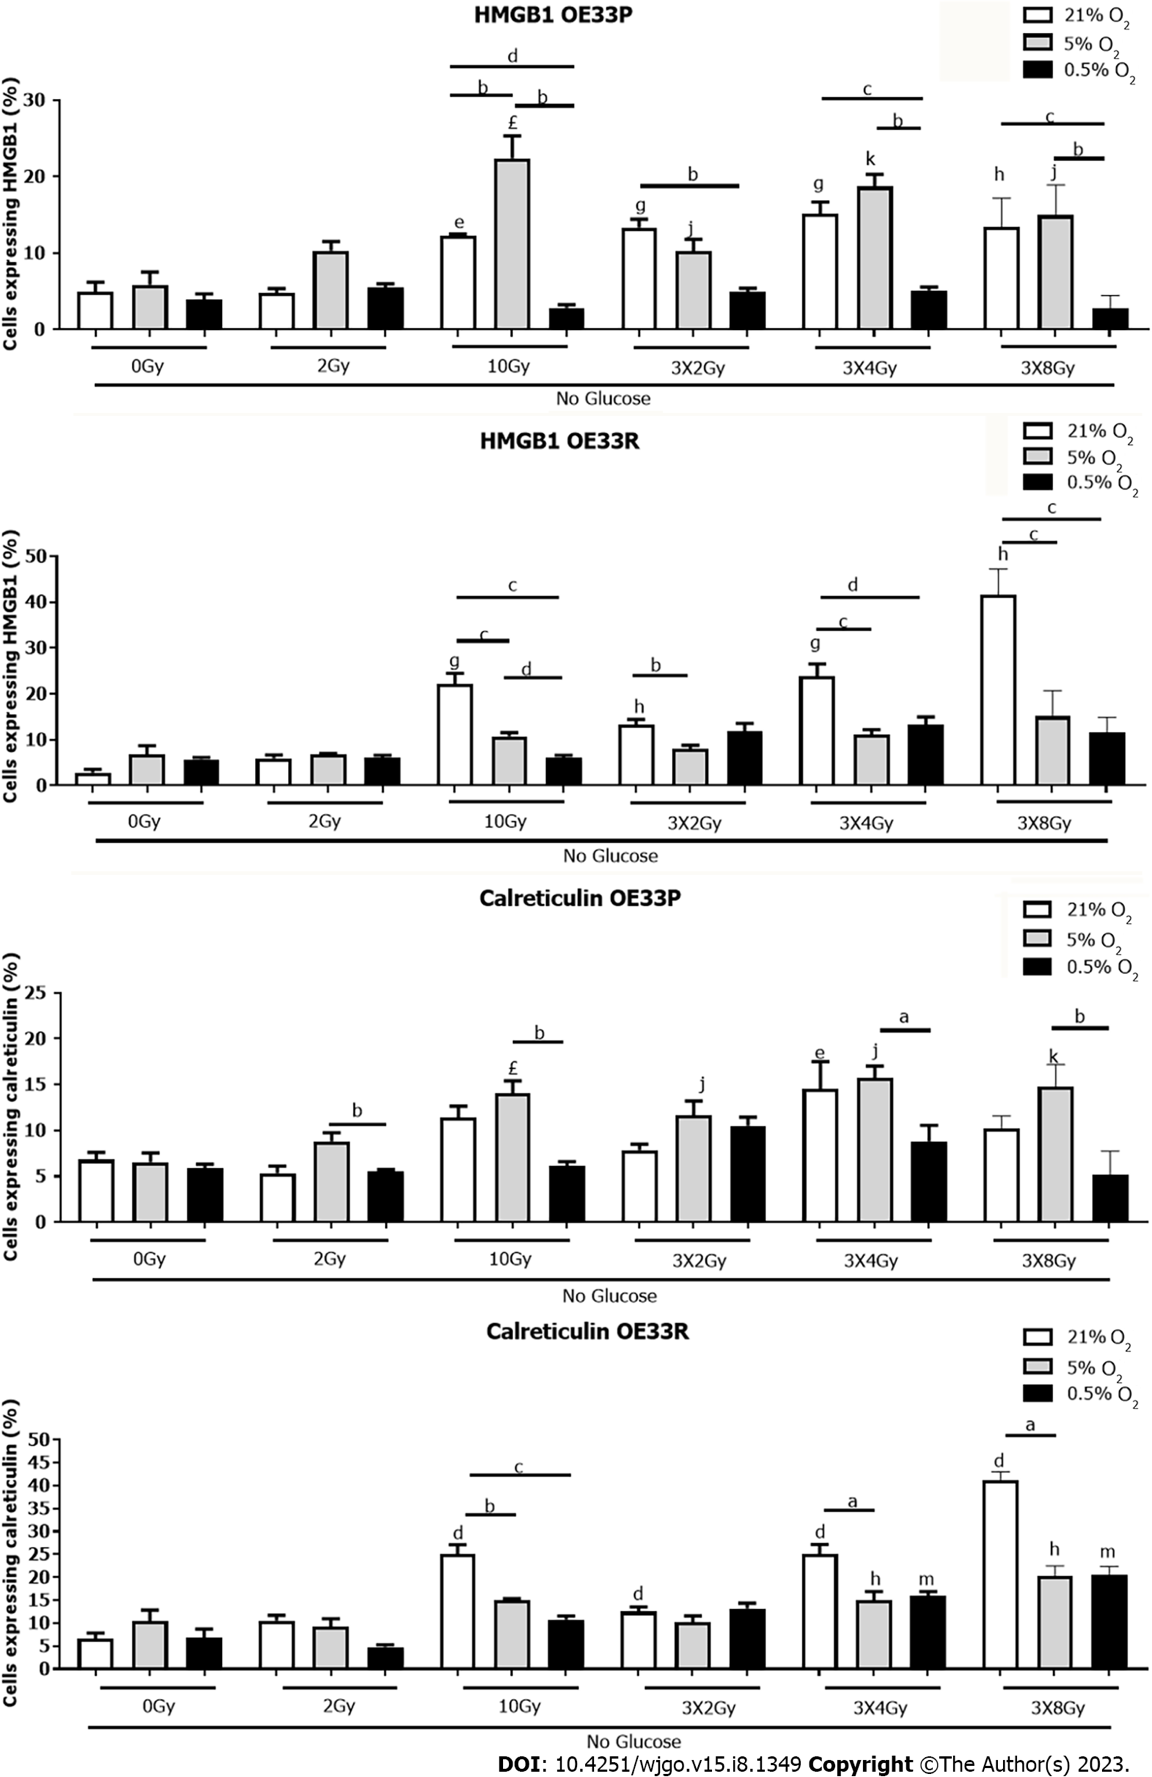 HMGB1 OE33P
21% O2
5% O2
0.5% O2
d
b
b
£
e
b
g
j
c
b
g
k
c
b
h
j
Cells expressing HMGB1 (%)
30
20
10
0
0Gy
2Gy
10Gy
3X2Gy
3X4Gy
3X8Gy
No Glucose
HMGB1 OE33R
21% O2
5% O2
0.5% O2
c
c
g
d
b
h
d
c
g
c
c
h
Cells expressing HMGB1 (%)
50
40
30
20
10
0
0Gy
2Gy
10Gy
3X2Gy
3X4Gy
3X8Gy
No Glucose
Calreticulin OE33P
21% O2
5% O2
0.5% O2
b
b
£
j
a
e
j
b
k
Cells expressing calreticulin (%)
25
20
15
10
5
0
0Gy
2Gy
10Gy
3X2Gy
3X4Gy
3X8Gy
No Glucose
Calreticulin OE33R
21% O2
5% O2
0.5% O2
c
b
d
d
a
d
h
m
a
d
h
m
Cells expressing calreticulin (%)
50
45
40
35
30
25
20
15
10
5
0
0Gy
2Gy
10Gy
3X2Gy
3X4Gy
3X8Gy
No Glucose
DOI: 10.4251/wjgo.v15.i8.1349 Copyright ©The Author(s) 2023.